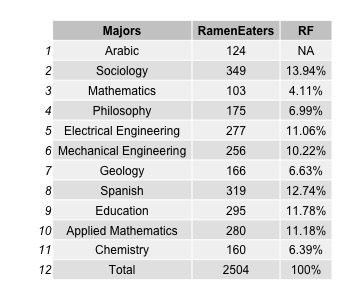 Majors RamenEaters RF
1 Arabic 124 NA
2 Sociology 349 13.94%
3 Mathematics 103 4.11%
4 Philosophy 175 6.99%
5 Electrical Engineering 277 11.06%
6 Mechanical Engineering 256 10.22%
7 Geology 166 6.63%
8 Spanish 319 12.74%
9 Education 295 11.78%
10 Applied Mathematics 280 11.18%
11 Chemistry 160 6.39%
12 Total 2504 100%